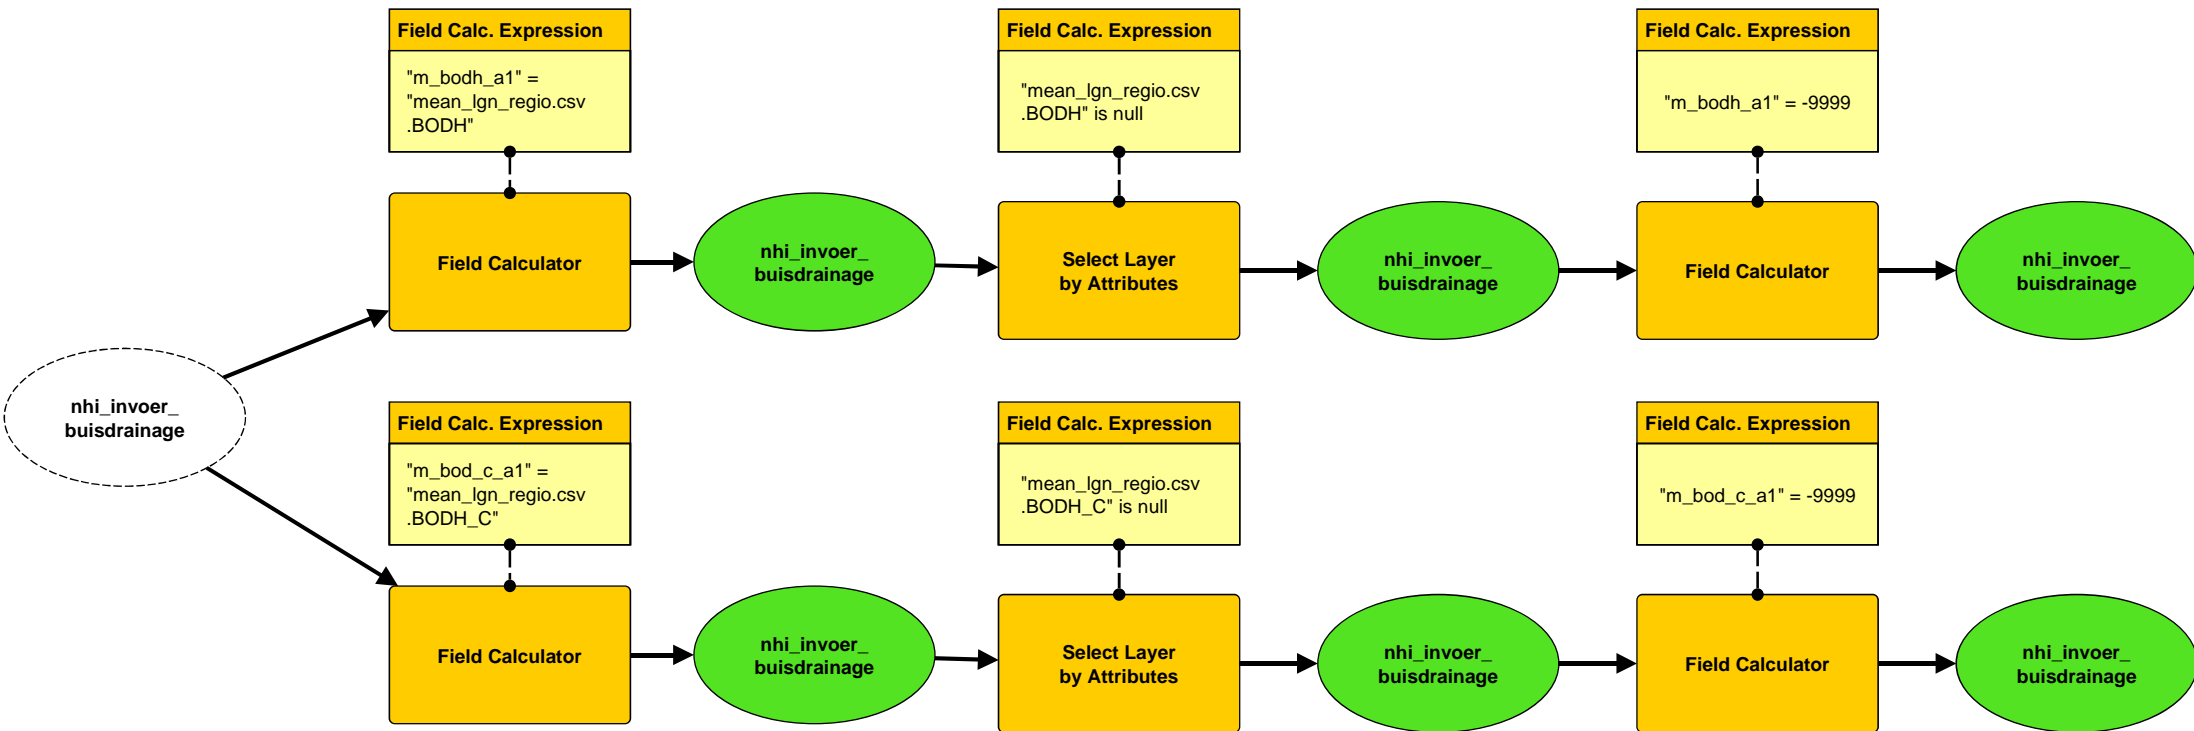 Field Calc. Expression
"m_bodh_a1" =
"mean_lgn_regio.csv
.BODH"
Field Calc. Expression
"mean_lgn_regio.csv
.BODH" is null
Field Calc. Expression
"m_bodh_a1" = -9999
Field Calculator
nhi_invoer_
buisdrainage
Select Layer
by Attributes
nhi_invoer_
buisdrainage
Field Calculator
nhi_invoer_
buisdrainage
nhi_invoer_
buisdrainage
Field Calc. Expression
"m_bod_c_a1" =
"mean_lgn_regio.csv
.BODH_C"
Field Calc. Expression
"mean_lgn_regio.csv
.BODH_C" is null
Field Calc. Expression
"m_bod_c_a1" = -9999
Field Calculator
nhi_invoer_
buisdrainage
Select Layer
by Attributes
nhi_invoer_
buisdrainage
Field Calculator
nhi_invoer_
buisdrainage